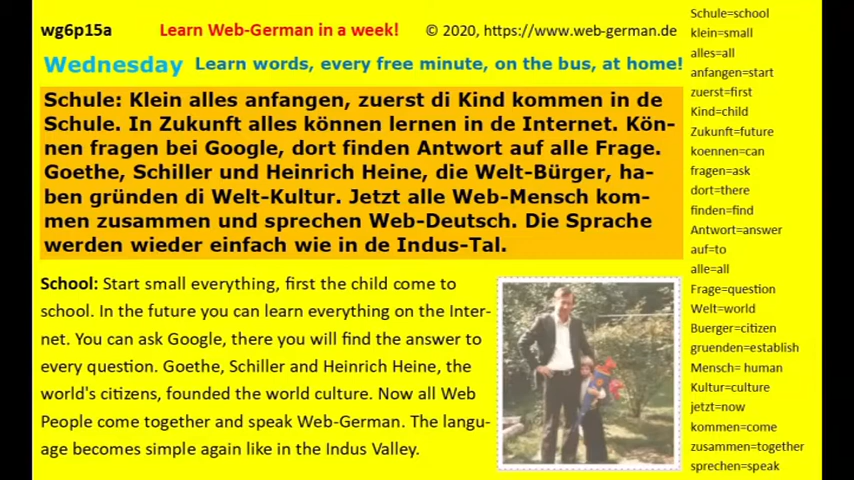 wg6p15a Learn Web-German in a week! © 2020, https://www.web-german.de
Wednesday Learn words, every free minute, on the bus, at home!
Schule: Klein alles anfangen, zuerst di Kind kommen in de
Schule. In Zukunft alles können lernen in de Internet. Kön-
nen fragen bei Google, dort finden Antwort auf alle Frage.
Goethe, Schiller und Heinrich Heine, die Welt-Bürger, ha-
ben gründen di Welt-Kultur. Jetzt alle Web-Mensch kom-
men zusammen und sprechen Web-Deutsch. Die Sprache
werden wieder einfach wie in de Indus-Tal.
School: Start small everything, first the child come to
school. In the future you can learn everything on the Inter-
net. You can ask Google, there you will find the answer to
every question. Goethe, Schiller and Heinrich Heine, the
world's citizens, founded the world culture. Now all Web
People come together and speak Web-German. The langu-
age becomes simple again like in the Indus Valley.
Schule=school
klein=small
alles=all
anfangen=start
zuerst=first
Kind=child
Zukunft=future
koennen=can
fragen=ask
dort=there
finden=find
Antwort=answer
auf=to
alle=all
Frage=question
Welt=world
Buerger=citizen
gruenden=establish
Mensch= human
Kultur=culture
jetzt=now
kommen=come
zusammen=together
sprechen=speak